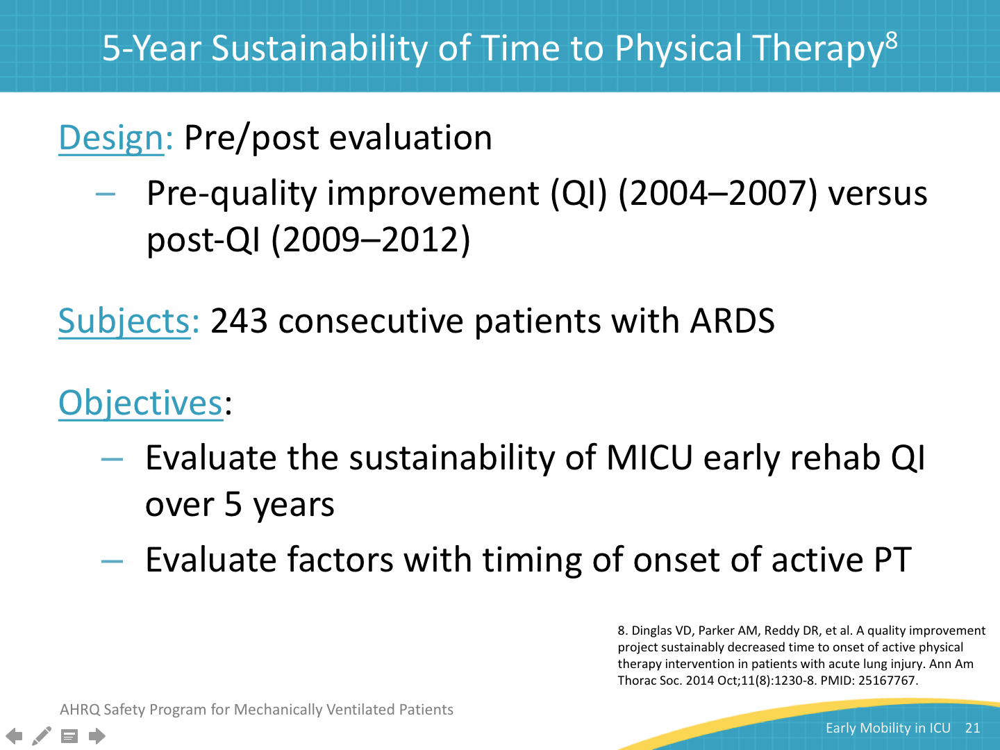 5-Year Sustainability of Time to Physical Therapy8
Design: Pre/post evaluation
– Pre-quality improvement (QI) (2004–2007) versus
post-QI (2009–2012)
Subjects: 243 consecutive patients with ARDS
Objectives:
– Evaluate the sustainability of MICU early rehab QI
over 5 years
– Evaluate factors with timing of onset of active PT
8. Dinglas VD, Parker AM, Reddy DR, et al. A quality improvement
project sustainably decreased time to onset of active physical
therapy intervention in patients with acute lung injury. Ann Am
Thorac Soc. 2014 Oct;11(8):1230-8. PMID: 25167767.
AHRQ Safety Program for Mechanically Ventilated Patients
Early Mobility in ICU 21